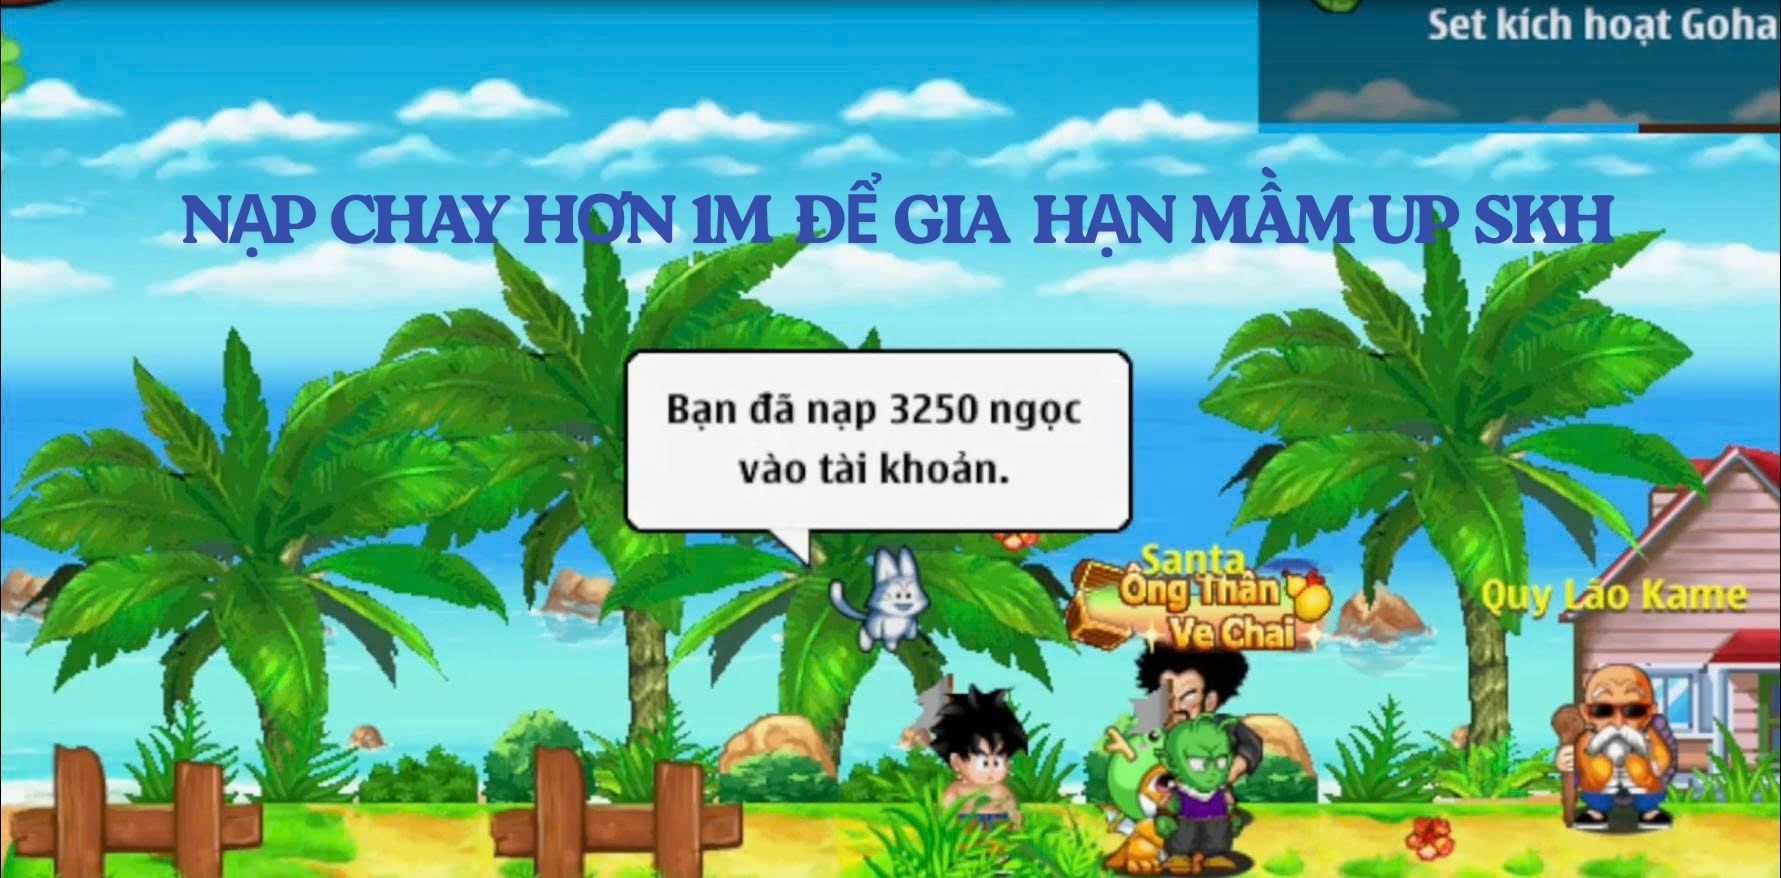 Set kích hoạt Goha
NẠP CHAY HƠN 1M ĐỂ GIA HẠN MẦM UP SKH
Bạn đã nạp 3250 ngọc
vào tài khoản.
Santa
Ông Thần
Ve Chai
Quy Lão Kame